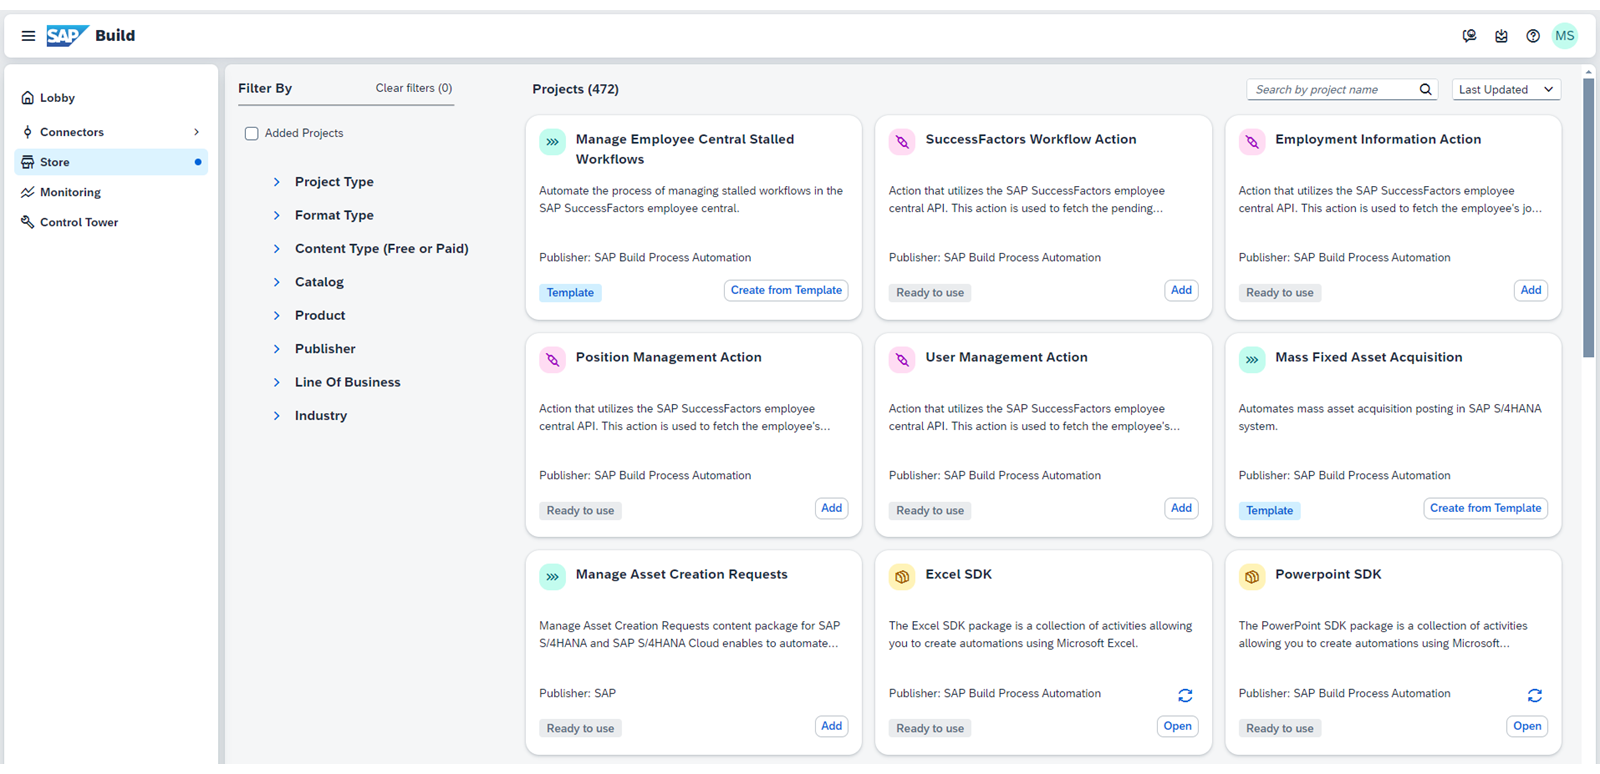 SAP Build
MS
Lobby
Connectors
Store
Monitoring
Control Tower
Filter By
Clear filters (0)
Added Projects
Project Type
Format Type
Content Type (Free or Paid)
Catalog
Product
Publisher
Line Of Business
Industry
Projects (472)
Search by project name
Last Updated
Manage Employee Central Stalled
Workflows
Automate the process of managing stalled workflows in the
SAP SuccessFactors employee central.
Publisher: SAP Build Process Automation
Template
Create from Template
SuccessFactors Workflow Action
Action that utilizes the SAP SuccessFactors employee
central API. This action is used to fetch the pending...
Publisher: SAP Build Process Automation
Ready to use
Add
Employment Information Action
Action that utilizes the SAP SuccessFactors employee
central API. This action is used to fetch the employee's jo...
Publisher: SAP Build Process Automation
Ready to use
Add
Position Management Action
Action that utilizes the SAP SuccessFactors employee
central API. This action is used to fetch the employee's...
Publisher: SAP Build Process Automation
Ready to use
Add
User Management Action
Action that utilizes the SAP SuccessFactors employee
central API. This action is used to fetch the employee's...
Publisher: SAP Build Process Automation
Ready to use
Add
Mass Fixed Asset Acquisition
Automates mass asset acquisition posting in SAP S/4HANA
system.
Publisher: SAP Build Process Automation
Template
Create from Template
Manage Asset Creation Requests
Manage Asset Creation Requests content package for SAP
S/4HANA and SAP S/4HANA Cloud enables to automate...
Publisher: SAP
Ready to use
Add
Excel SDK
The Excel SDK package is a collection of activities allowing
you to create automations using Microsoft Excel.
Publisher: SAP Build Process Automation
Ready to use
Open
Powerpoint SDK
The PowerPoint SDK package is a collection of activities
allowing you to create automations using Microsoft...
Publisher: SAP Build Process Automation
Ready to use
Open